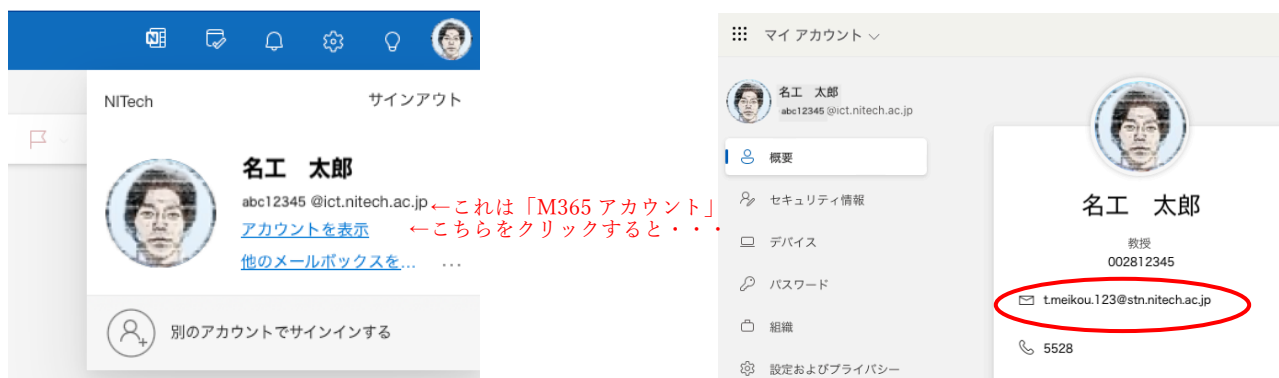 NITech
サインアウト
名工 太郎
abc12345 @ict.nitech.ac.jp
←これは「M365 アカウント」
アカウントを表示
←こちらをクリックすると・・・
他のメールボックスを... ...
別のアカウントでサインインする
マイ アカウント
名工 太郎
abc12345 @ict.nitech.ac.jp
概要
セキュリティ情報
デバイス
パスワード
組織
設定およびプライバシー
名工 太郎
教授
002812345
t.meikou.123@stn.nitech.ac.jp
5528